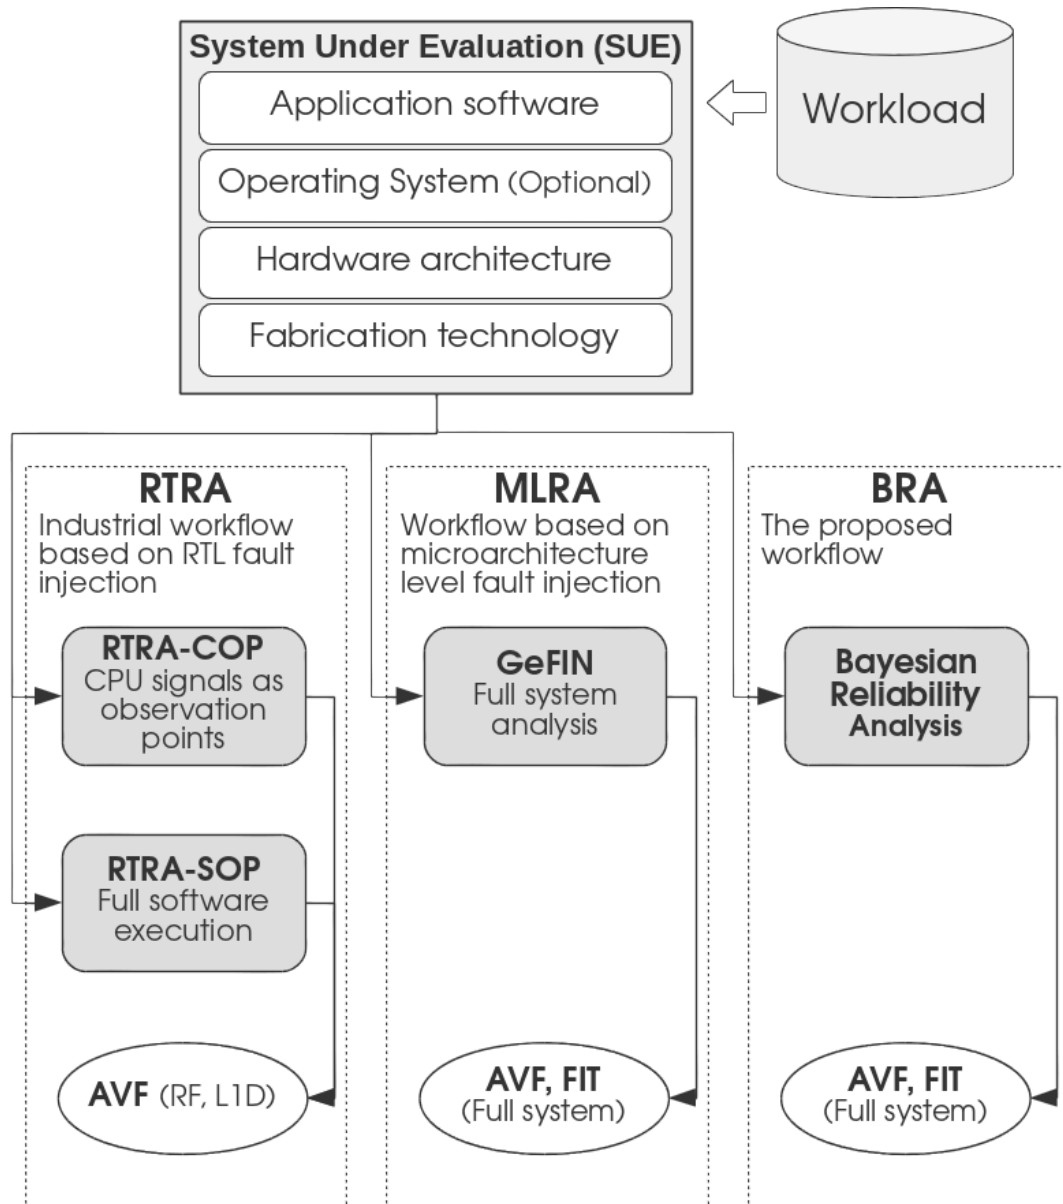 System Under Evaluation (SUE)
Application software
Operating System (Optional)
Hardware architecture
Fabrication technology
Workload
RTRA
Industrial workflow
based on RTL fault
injection
RTRA-COP
CPU signals as
observation
points
RTRA-SOP
Full software
execution
AVF (RF, L1D)
MLRA
Workflow based on
microarchitecture
level fault injection
GeFIN
Full system
analysis
AVF, FIT
(Full system)
BRA
The proposed
workflow
Bayesian
Reliability
Analysis
AVF, FIT
(Full system)